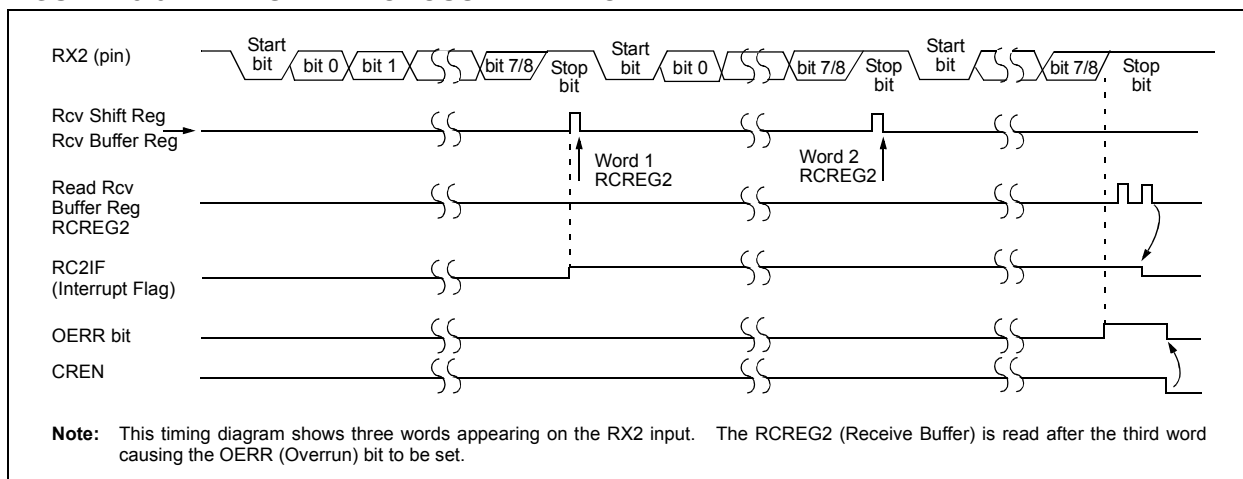 RX2 (pin)
Start bit
bit 0
bit 1
bit 7/8
Stop bit
Start bit
bit 0
bit 7/8
Stop bit
Start bit
bit 7/8
Stop bit
Rcv Shift Reg
Rcv Buffer Reg
Word 1
RCREG2
Word 2
RCREG2
Read Rcv
Buffer Reg
RCREG2
RC2IF
(Interrupt Flag)
OERR bit
CREN
Note: This timing diagram shows three words appearing on the RX2 input. The RCREG2 (Receive Buffer) is read after the third word
causing the OERR (Overrun) bit to be set.